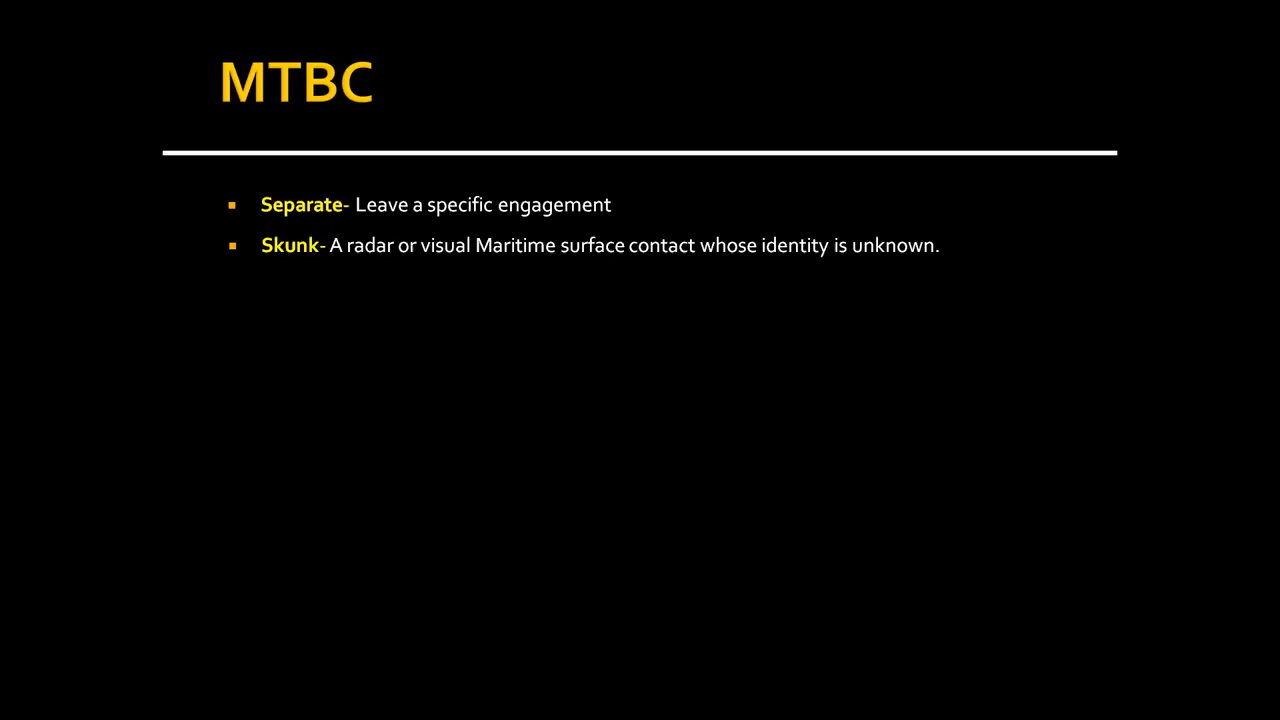 MTBC
Separate- Leave a specific engagement
Skunk- A radar or visual Maritime surface contact whose identity is unknown.